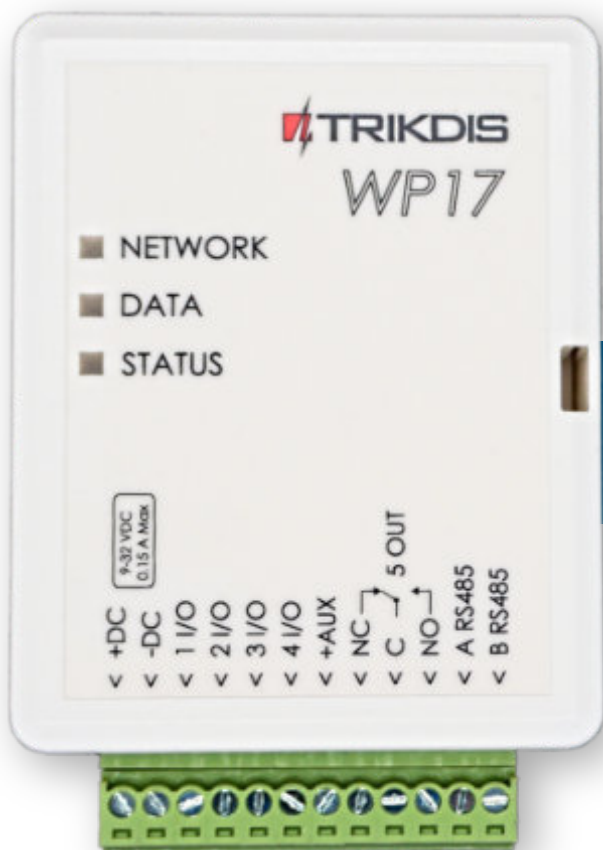 TRIKDIS
WP17
NETWORK
DATA
STATUS
9-32 VDC
0.15 A Max
< +DC
< -DC
< 1 I/O
< 2 I/O
< 3 I/O
< 4 I/O
< +AUX
< NC
< C 5 OUT
< NO
< A RS485
< B RS485